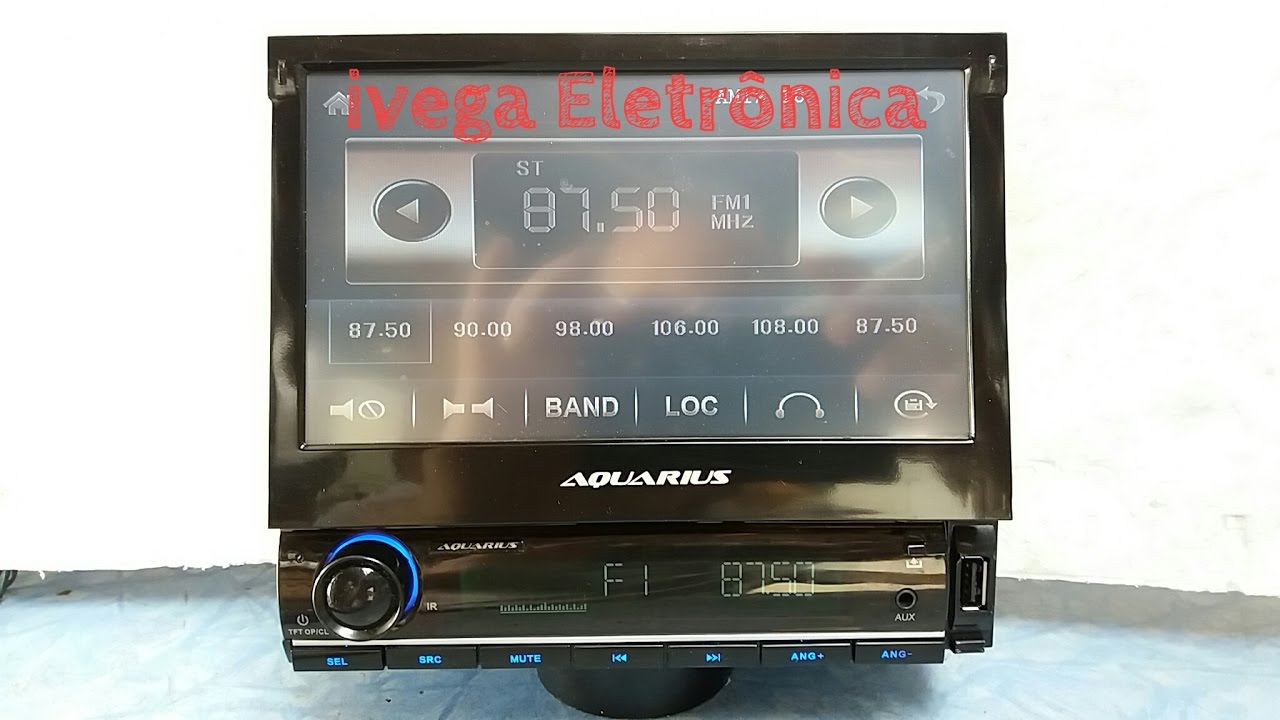 ivega Eletrônica
ST
87.50 FM1 MHz
87.50 90.00 98.00 106.00 108.00 87.50
BAND LOC
AQUARIUS
AQUARIUS
F1 87.50
IR
AUX
TFT OP/CL
SEL SRC MUTE ANG+ ANG-